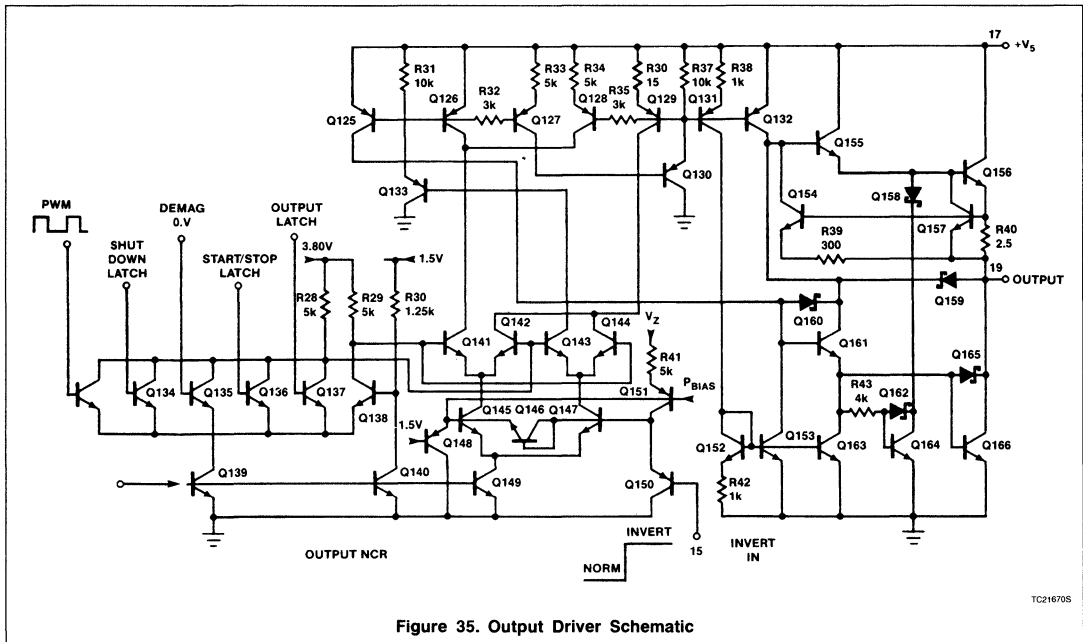 17
+V5
R31
10k
R33
5k
R34
5k
R30
15
R37
10k
R38
1k
Q126
R32
3k
Q128
R35
3k
Q129
Q131
Q125
Q127
Q132
Q155
Q133
Q130
Q154
Q158
Q156
Q157
R40
2.5
R39
300
PWM
DEMAG
0.V
OUTPUT
LATCH
SHUT
DOWN
LATCH
START/STOP
LATCH
3.80V
1.5V
R28
5k
R29
5k
R30
1.25k
19
OUTPUT
Q159
Q160
Q141
Q142
Q143
Q144
VZ
R41
5k
PBIAS
Q161
Q165
R43
4k
Q162
Q134
Q135
Q136
Q137
Q138
1.5V
Q148
Q145
Q146
Q147
Q151
Q152
Q153
Q163
Q164
Q166
Q139
Q140
Q149
Q150
R42
1k
INVERT
15
NORM
INVERT
IN
OUTPUT NCR
TC21670S
Figure 35. Output Driver Schematic